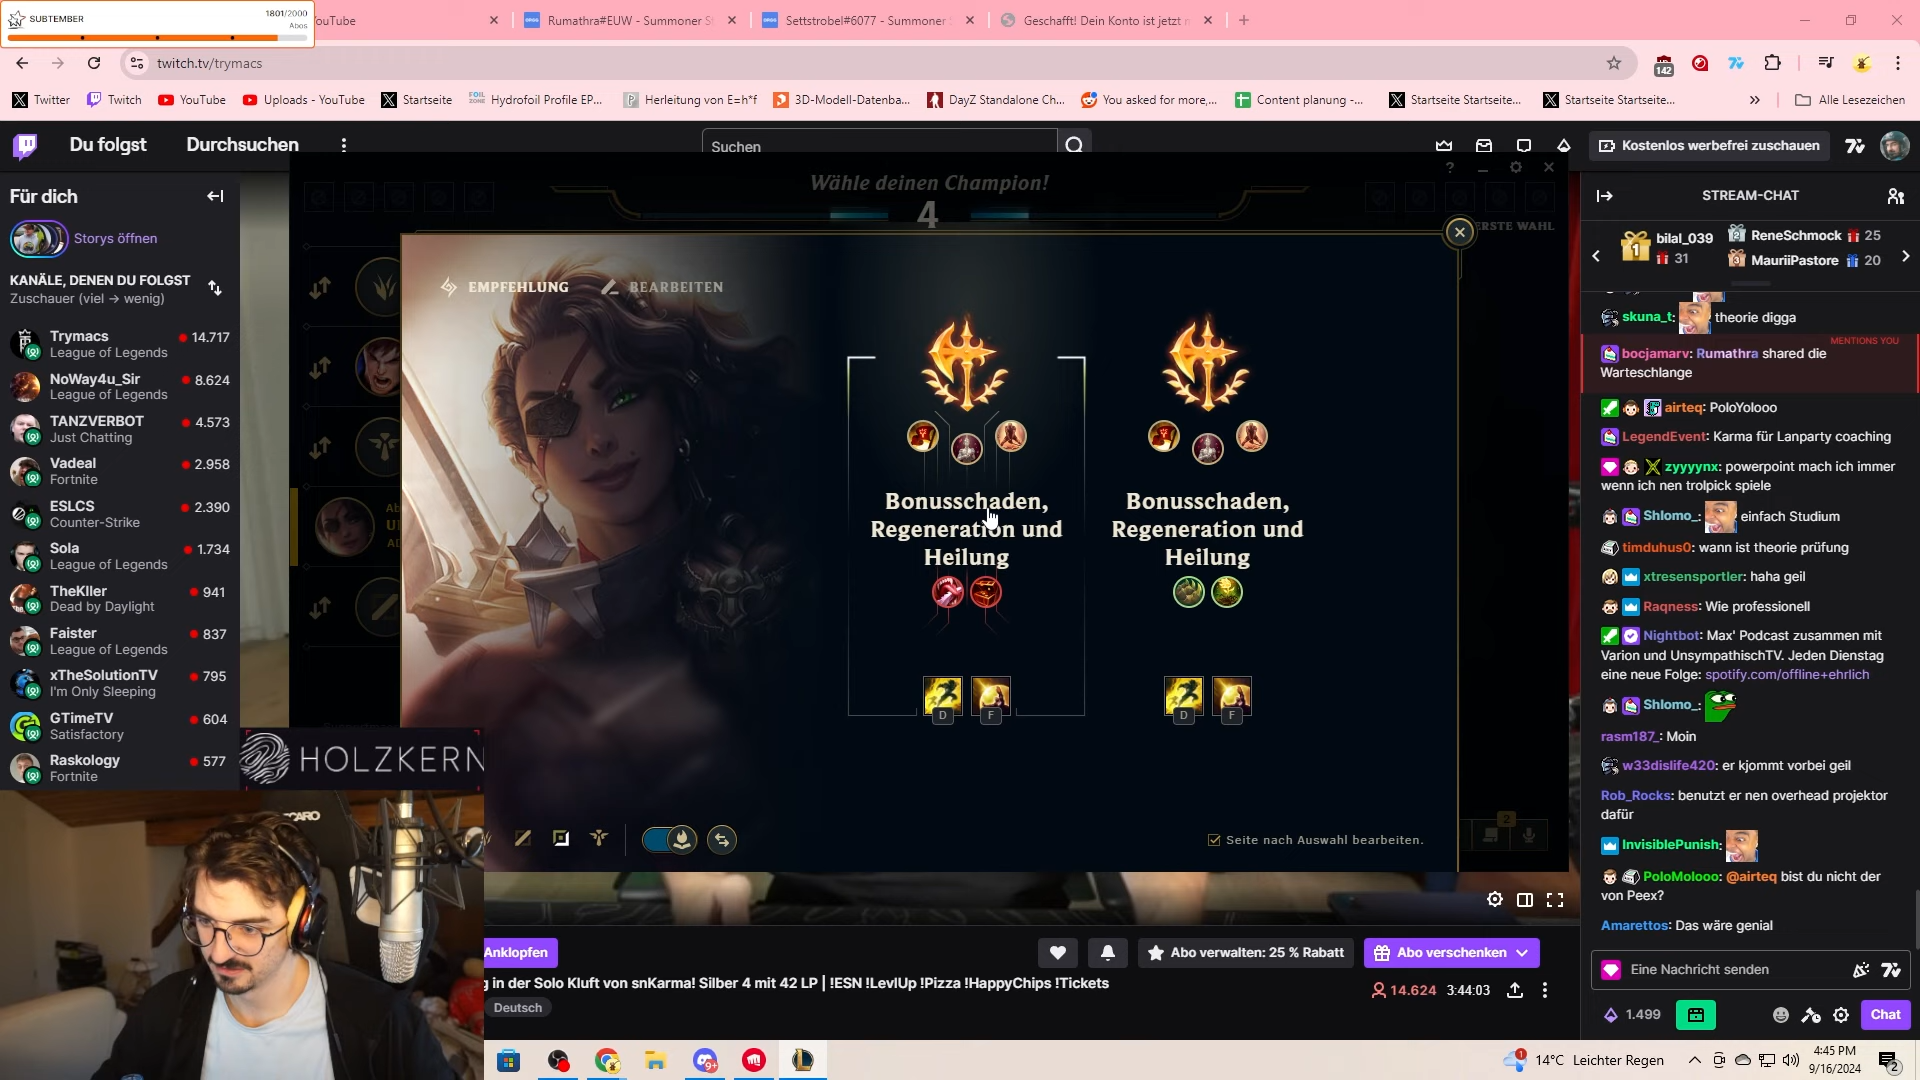 SUBTEMBER
1801/2000
Abos
YouTube
Rumathra#EUW - Summoner S
Settstrobel#6077 - Summoner S
Geschafft! Dein Konto ist jetzt
twitch.tv/trymacs
142
Twitter
Twitch
YouTube
Uploads - YouTube
Startseite
Hydrofoil Profile EP...
Herleitung von E=h*f
3D-Modell-Datenba...
DayZ Standalone Ch...
You asked for more,...
Content planung -...
Startseite Startseite...
Startseite Startseite...
Alle Lesezeichen
Du folgst
Durchsuchen
Suchen
Kostenlos werbefrei zuschauen
Für dich
Storys öffnen
KANÄLE, DENEN DU FOLGST
Zuschauer (viel → wenig)
Trymacs
14.717
League of Legends
NoWay4u_Sir
8.624
League of Legends
TANZVERBOT
4.573
Just Chatting
Vadeal
2.958
Fortnite
ESLCS
2.390
Counter-Strike
Sola
1.734
League of Legends
TheKller
941
Dead by Daylight
Faister
837
League of Legends
xTheSolutionTV
795
I'm Only Sleeping
GTimeTV
604
Satisfactory
Raskology
577
Fortnite
HOLZKERN
Wähle deinen Champion!
4
ERSTE WAHL
EMPFEHLUNG
BEARBEITEN
Bonusschaden,
Regeneration und
Heilung
D
F
Bonusschaden,
Regeneration und
Heilung
D
F
Seite nach Auswahl bearbeiten.
2
Anklopfen
Abo verwalten: 25 % Rabatt
Abo verschenken
g in der Solo Kluft von snKarma! Silber 4 mit 42 LP | !ESN !LevlUp !Pizza !HappyChips !Tickets
Deutsch
14.624
3:44:03
STREAM-CHAT
1
bilal_039
31
ReneSchmock
25
MauriiPastore
20
skuna_t: theorie digga
MENTIONS YOU
bocjamarv: Rumathra shared die
Warteschlange
airteq: PoloYolooo
LegendEvent: Karma für Lanparty coaching
zyyyynx: powerpoint mach ich immer
wenn ich nen trolpick spiele
Shlomo_: einfach Studium
timduhus0: wann ist theorie prüfung
xtresensportler: haha geil
Raqness: Wie professionell
Nightbot: Max' Podcast zusammen mit
Varion und UnsympathischTV. Jeden Dienstag
eine neue Folge: spotify.com/offline+ehrlich
Shlomo_:
rasm187_: Moin
w33dislife420: er kjommt vorbei geil
Rob_Rocks: benutzt er nen overhead projektor
dafür
InvisiblePunish:
PoloMolooo: @airteq bist du nicht der
von Peex?
Amarettos: Das wäre genial
Eine Nachricht senden
1.499
Chat
9+
1
14°C
Leichter Regen
4:45 PM
9/16/2024
2